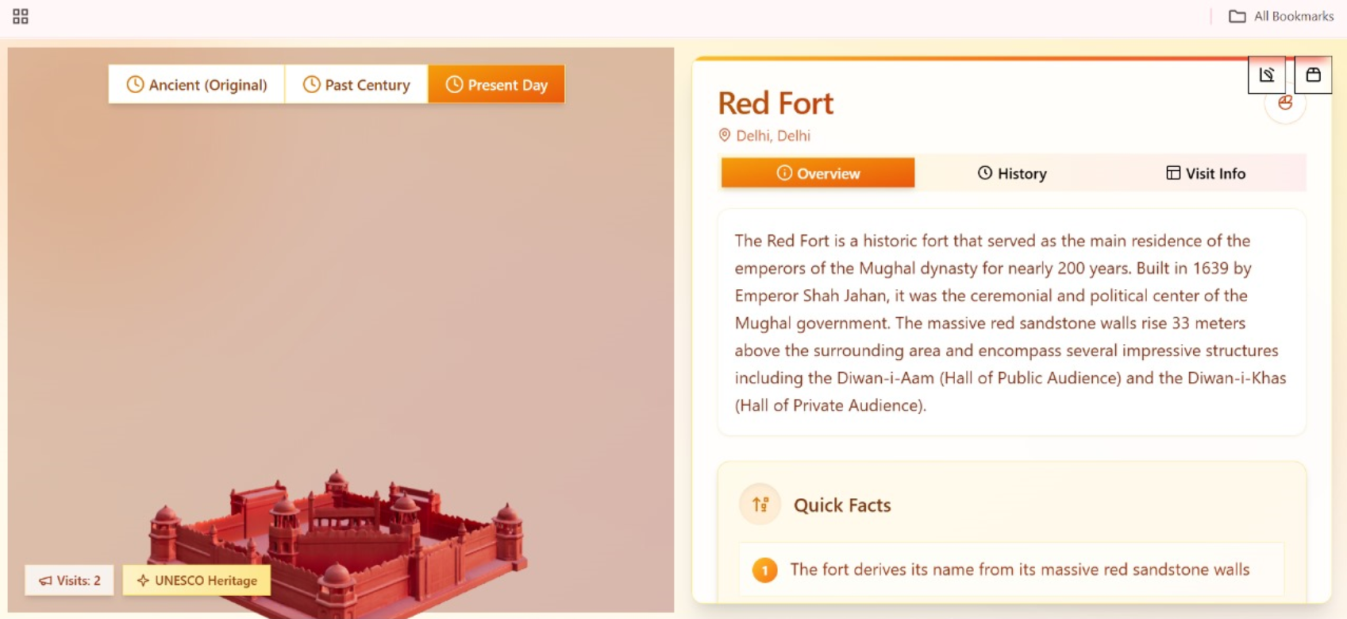 All Bookmarks
Ancient (Original)
Past Century
Present Day
Red Fort
Delhi, Delhi
Overview
History
Visit Info
The Red Fort is a historic fort that served as the main residence of the
emperors of the Mughal dynasty for nearly 200 years. Built in 1639 by
Emperor Shah Jahan, it was the ceremonial and political center of the
Mughal government. The massive red sandstone walls rise 33 meters
above the surrounding area and encompass several impressive structures
including the Diwan-i-Aam (Hall of Public Audience) and the Diwan-i-Khas
(Hall of Private Audience).
Quick Facts
1 The fort derives its name from its massive red sandstone walls
Visits: 2
UNESCO Heritage